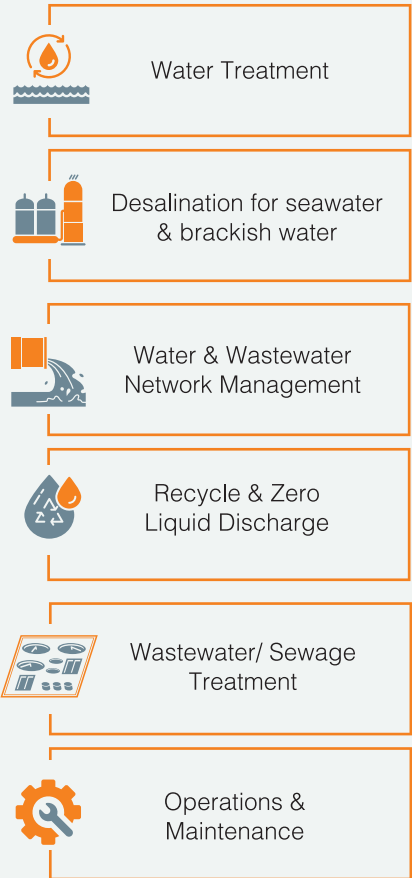 Water Treatment
Desalination for seawater
& brackish water
Water & Wastewater
Network Management
Recycle & Zero
Liquid Discharge
Wastewater/ Sewage
Treatment
Operations &
Maintenance